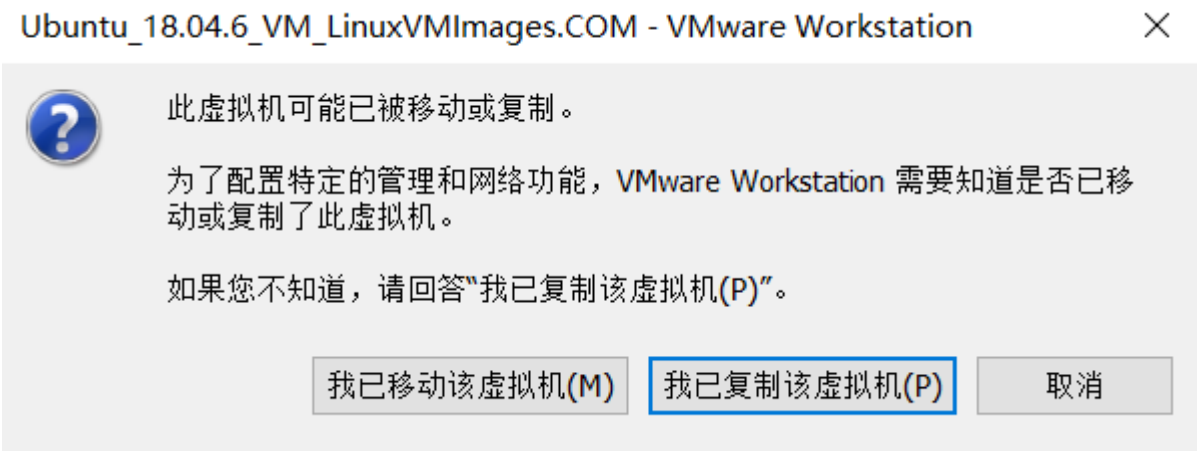 Ubuntu_18.04.6_VM_LinuxVMImages.COM - VMware Workstation
此虚拟机可能已被移动或复制。
为了配置特定的管理和网络功能，VMware Workstation 需要知道是否已移
动或复制了此虚拟机。
如果您不知道，请回答“我已复制该虚拟机(P)”。
我已移动该虚拟机(M) 我已复制该虚拟机(P) 取消